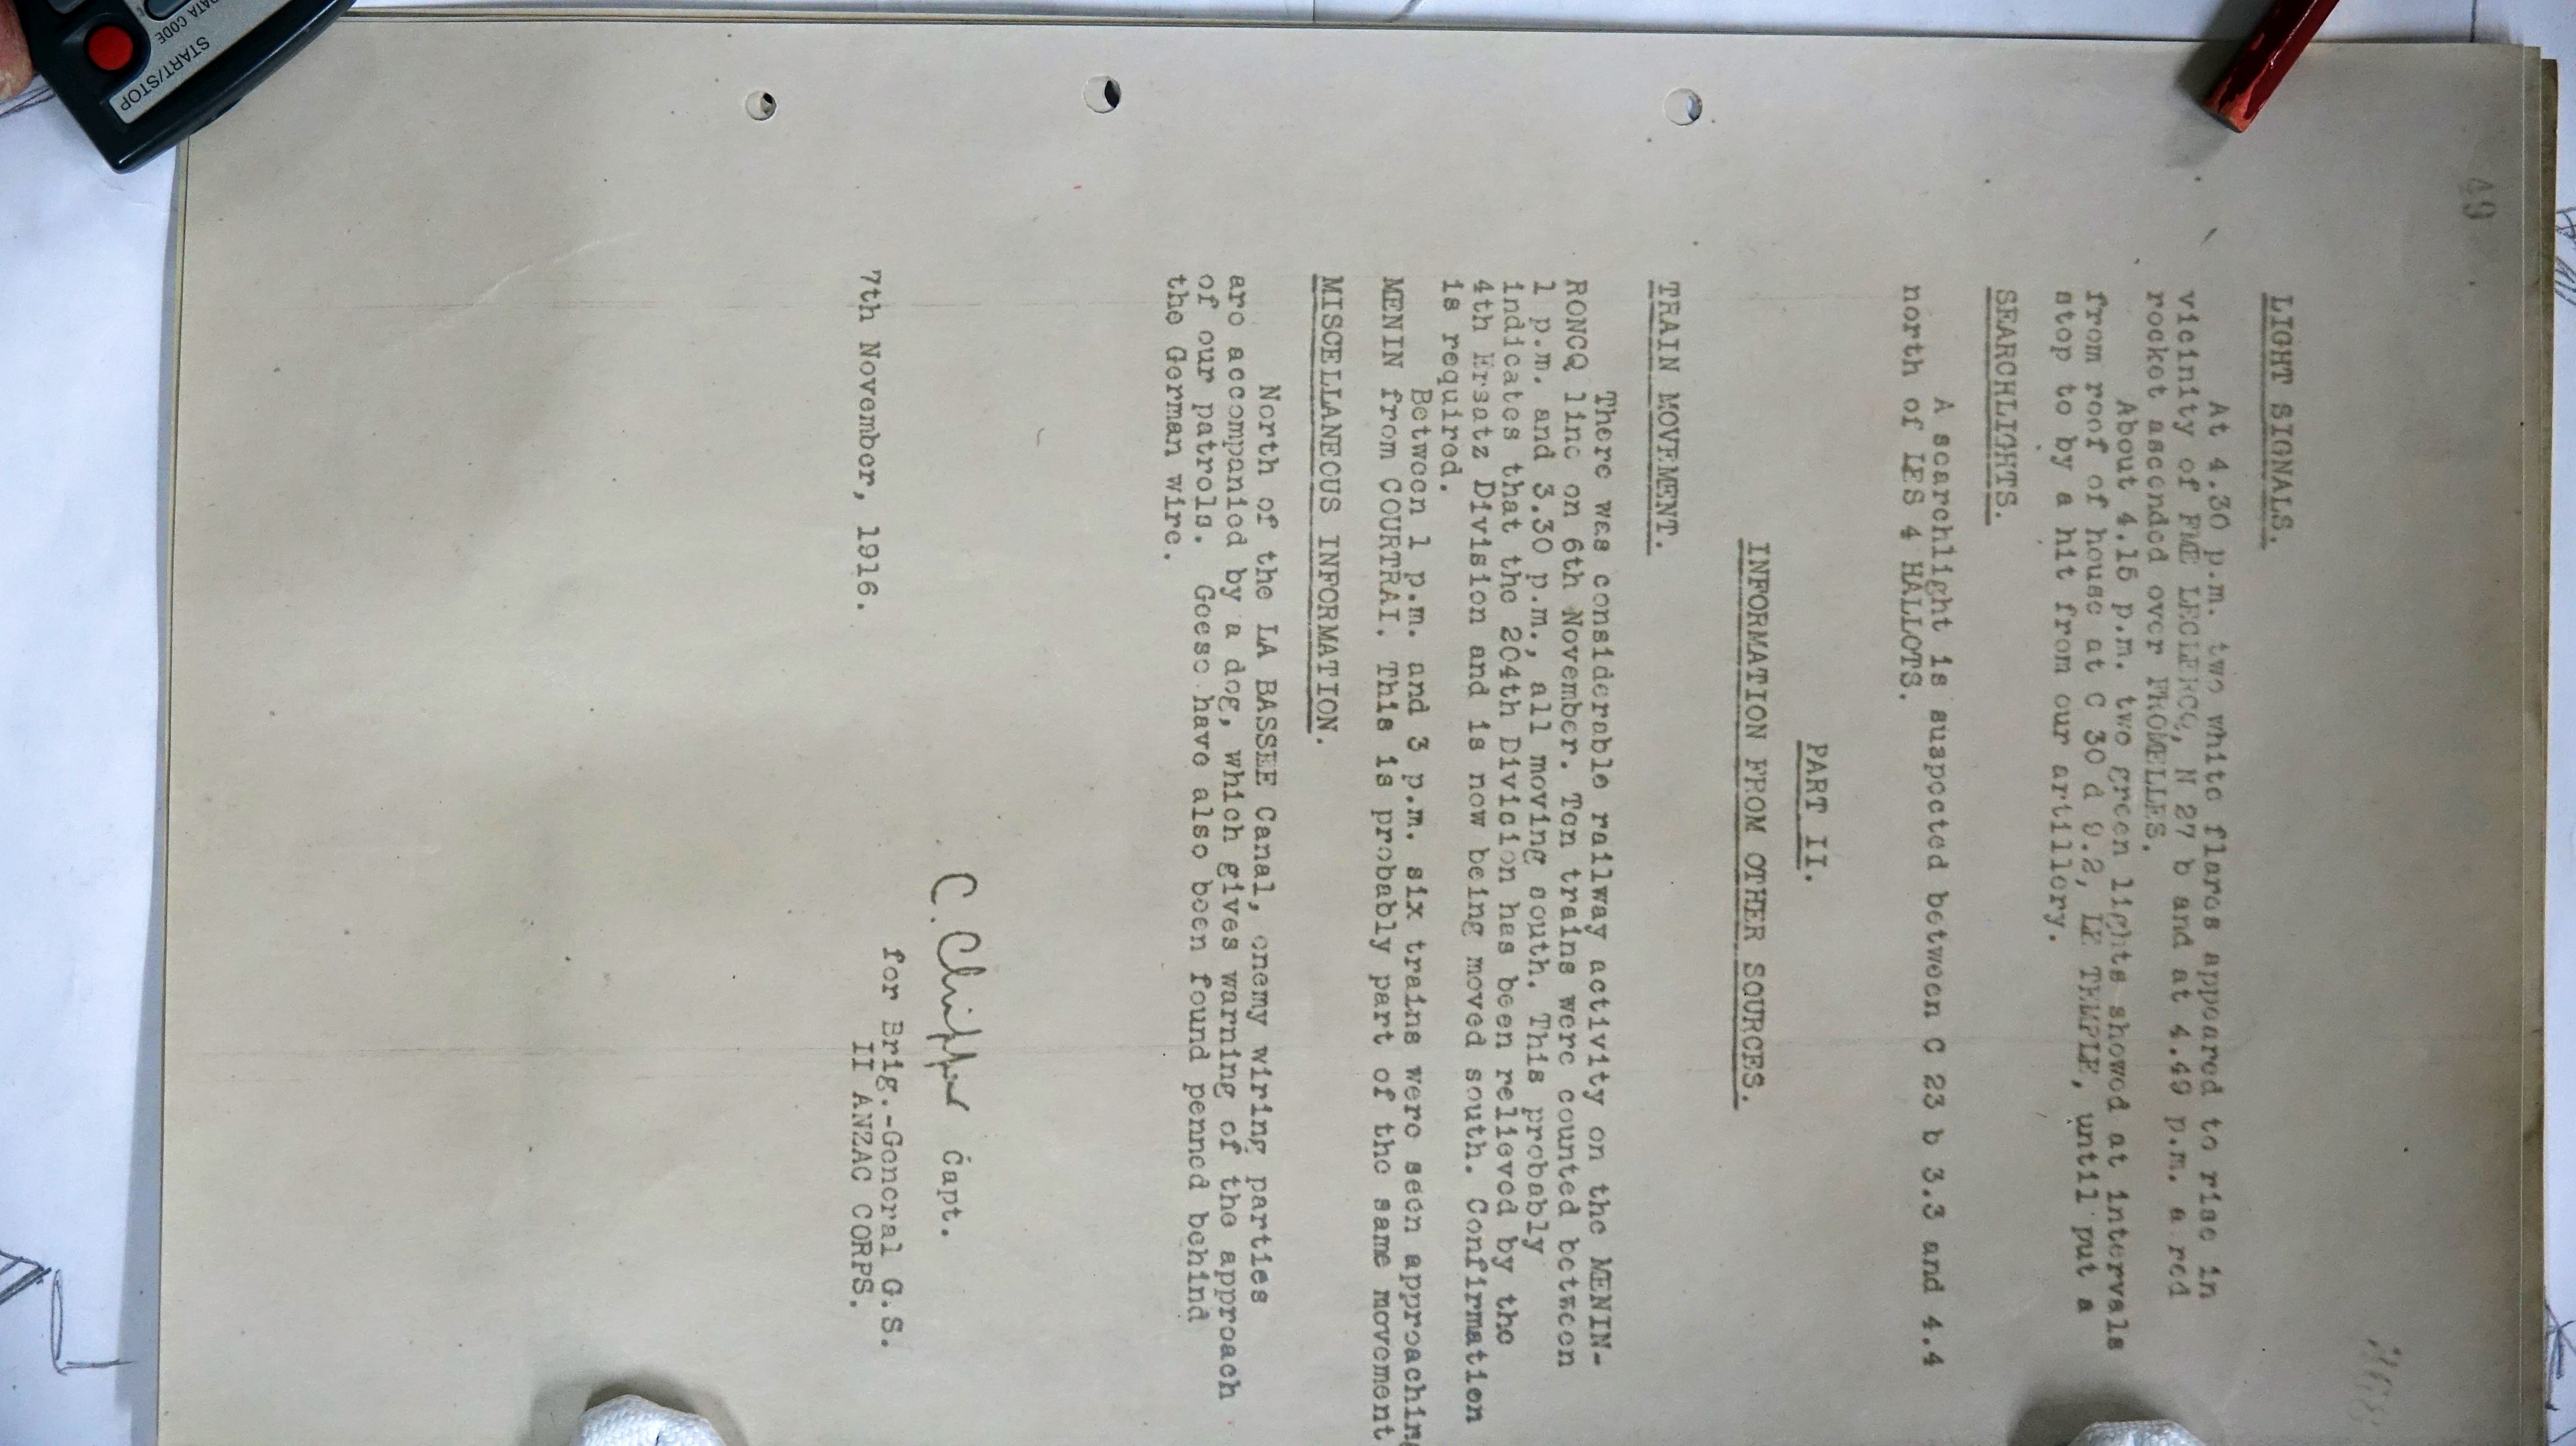 49
LIGHT SIGNALS.
At 4.30 p.m. two white flares appeared to rise in
vicinity of FME LECLERCQ, N 27 b and at 4.49 p.m. a red
rocket ascended over FROMELLES.
About 4.15 p.m. two green lights showed at intervals
from roof of house at C 30 d 9.2, LE TEMPLE, until put a
stop to by a hit from our artillery.
SEARCHLIGHTS.
A searchlight is suspected between C 23 b 3.3 and 4.4
north of LES 4 HALLOTS.
PART II.
INFORMATION FROM OTHER SOURCES.
TRAIN MOVEMENT.
There was considerable railway activity on the MENIN-
RONCQ line on 6th November. Ten trains were counted between
1 p.m. and 3.30 p.m., all moving south. This probably
indicates that the 204th Division has been relieved by the
4th Ersatz Division and is now being moved south. Confirmation
is required.
Between 1 p.m. and 3 p.m. six trains were seen approaching
MENIN from COURTRAI. This is probably part of the same movement
MISCELLANEOUS INFORMATION.
North of the LA BASSEE Canal, enemy wiring parties
are accompanied by a dog, which gives warning of the approach
of our patrols. Geese have also been found penned behind
the German wire.
C. Capt.
for Brig.-General G.S.
7th November, 1916. II ANZAC CORPS.
START/STOP
DATA CODE